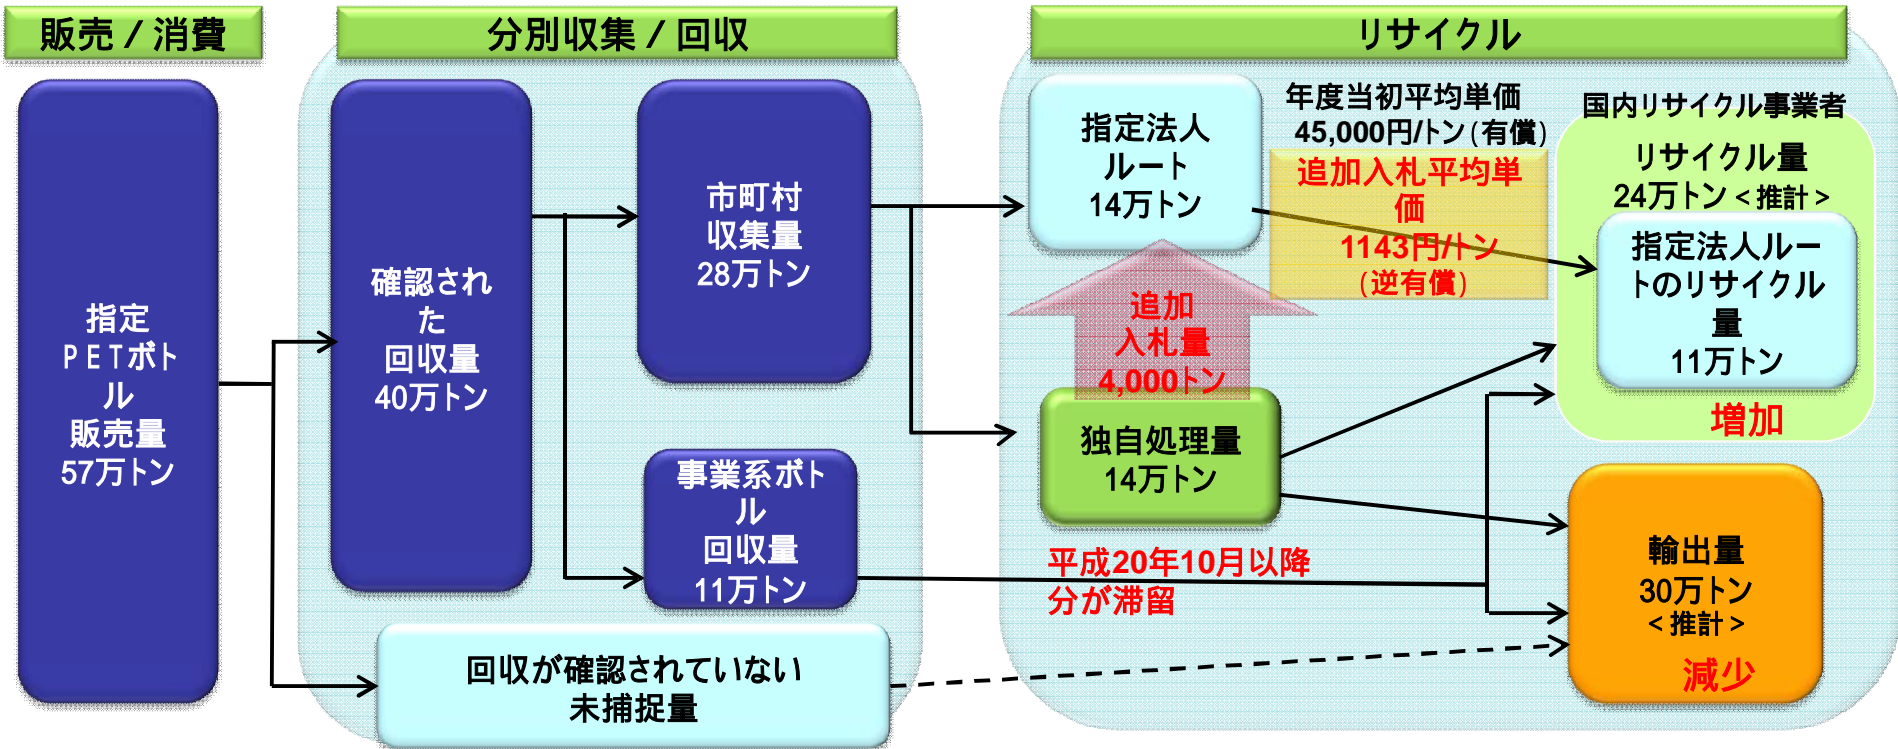 販売/消費
分別収集/回収
リサイクル
指定
PETボト
ル
販売量
57万トン
確認され
た
回収量
40万トン
市町村
収集量
28万トン
事業系ボト
ル
回収量
11万トン
回収が確認されていない
未捕捉量
指定法人
ルート
14万トン
年度当初平均単価
45,000円/トン(有償)
追加入札平均単
価
1143円/トン
(逆有償)
追加
入札量
4,000トン
独自処理量
14万トン
平成20年10月以降
分が滞留
国内リサイクル事業者
リサイクル量
24万トン<推計>
指定法人ルー
トのリサイクル
量
11万トン
増加
輸出量
30万トン
<推計>
減少